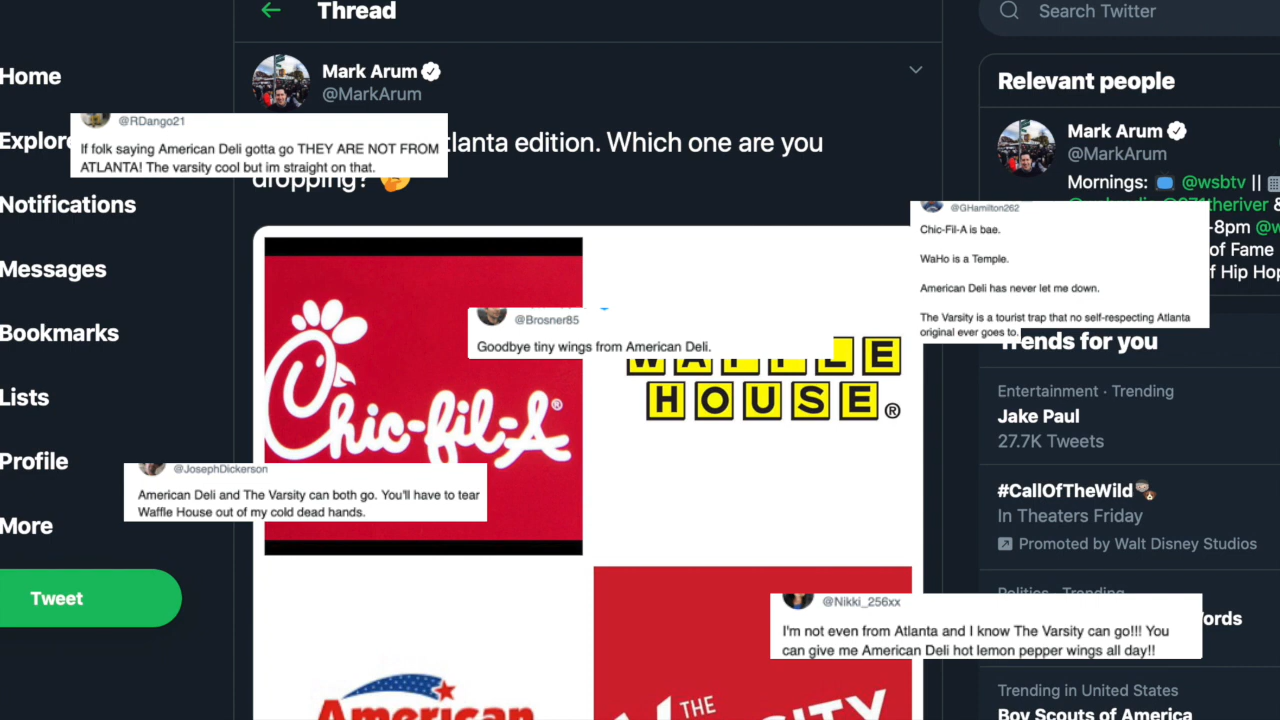 Thread
Search Twitter
Home
Explore
Notifications
Messages
Bookmarks
Lists
Profile
More
Tweet
Mark Arum
@MarkArum
@RDango21
If folk saying American Deli gotta go THEY ARE NOT FROM
ATLANTA! The varsity cool but im straight on that.
edition. Which one are you
dropping?
Chic-fil-A®
@Brosner85
Goodbye tiny wings from American Deli.
WAFFLE
HOUSE®
@JosephDickerson
American Deli and The Varsity can both go. You'll have to tear
Waffle House out of my cold dead hands.
American
THE
@Nikki_256xx
I'm not even from Atlanta and I know The Varsity can go!!! You
can give me American Deli hot lemon pepper wings all day!!
Relevant people
Mark Arum
@MarkArum
Mornings: @wsbtv ||
-8pm
of Fame
Hip Hop
@GHamilton262
Chic-Fil-A is bae.
WaHo is a Temple.
American Deli has never let me down.
The Varsity is a tourist trap that no self-respecting Atlanta
original ever goes to.
Trends for you
Entertainment · Trending
Jake Paul
27.7K Tweets
#CallOfTheWild
In Theaters Friday
Promoted by Walt Disney Studios
Politics · Trending
Trending in United States
Boy Scouts of America